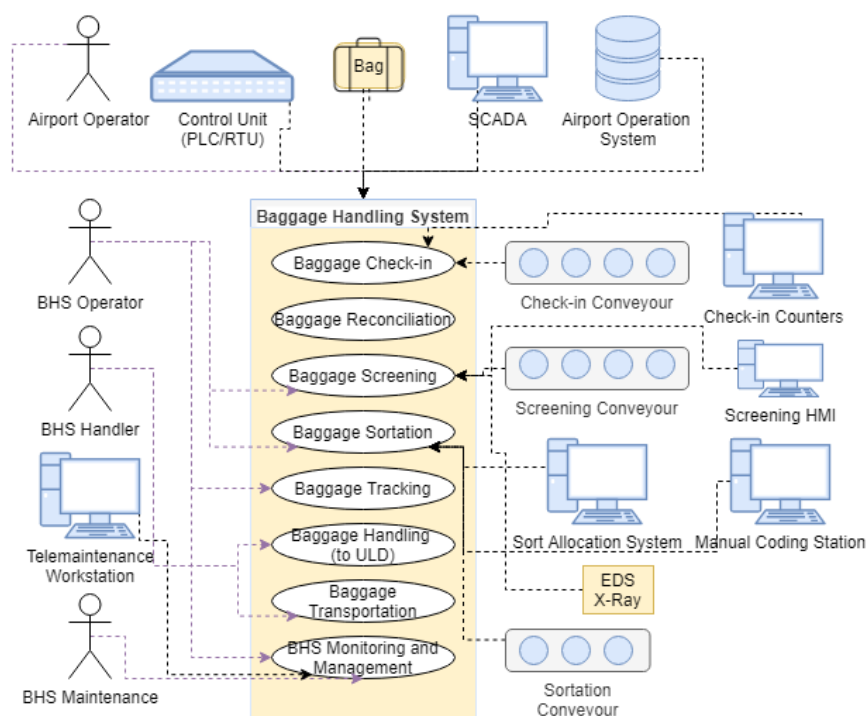 Bag
Airport Operator
Control Unit
(PLC/RTU)
SCADA
Airport Operation
System
Baggage Handling System
Baggage Check-in
BHS Operator
Check-in Conveyour
Check-in Counters
Baggage Reconciliation
Baggage Screening
BHS Handler
Screening Conveyour
Screening HMI
Baggage Sortation
Baggage Tracking
Telemaintenance
Workstation
Baggage Handling
(to ULD)
Sort Allocation System
Manual Coding Station
Baggage
Transportation
EDS
X-Ray
BHS Monitoring and
Management
BHS Maintenance
Sortation
Conveyour